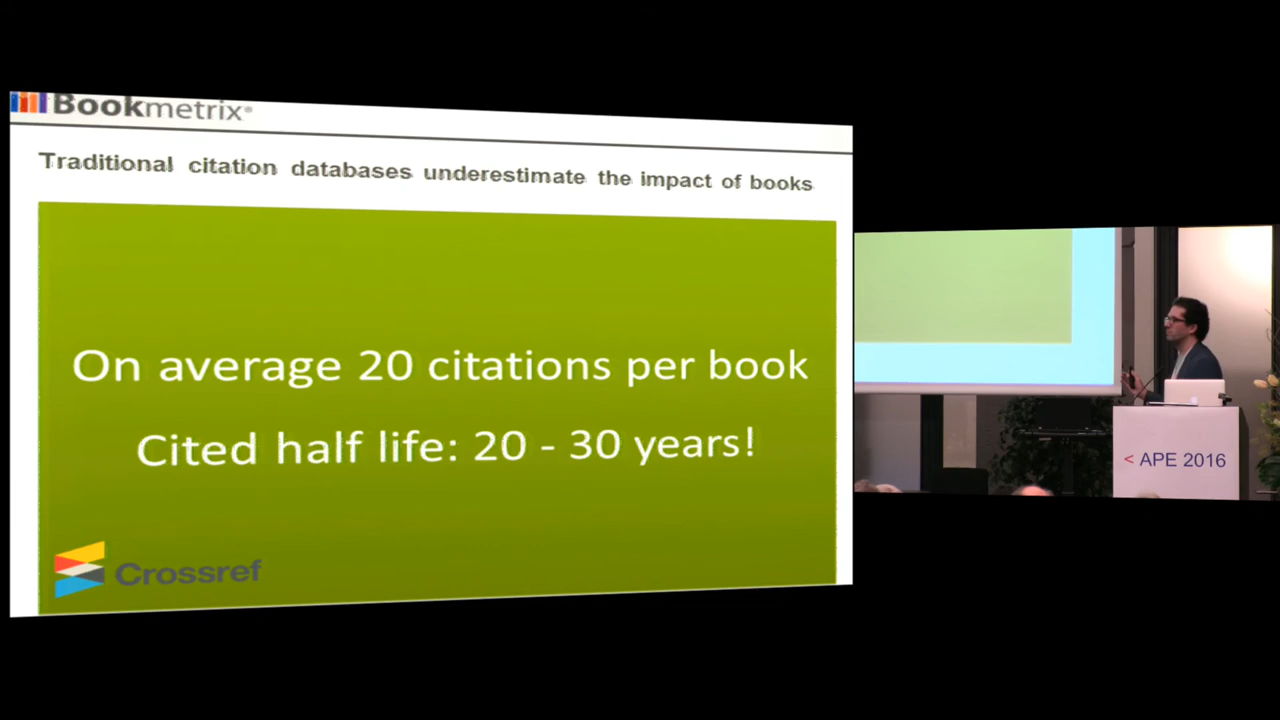 Bookmetrix®
Traditional citation databases underestimate the impact of books
On average 20 citations per book
Cited half life: 20 - 30 years!
Crossref
< APE 2016